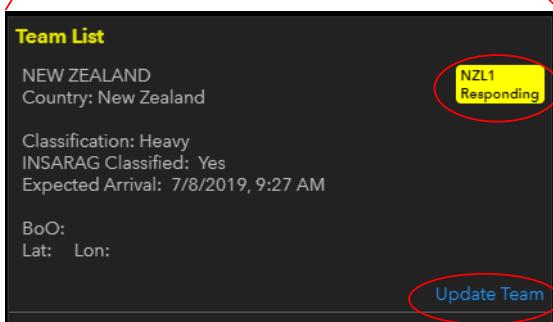 Team List
NEW ZEALAND
NZL1
Country: New Zealand
Responding
Classification: Heavy
INSARAG Classified: Yes
Expected Arrival: 7/8/2019, 9:27 AM
BoO:
Lat: Lon:
Update Team